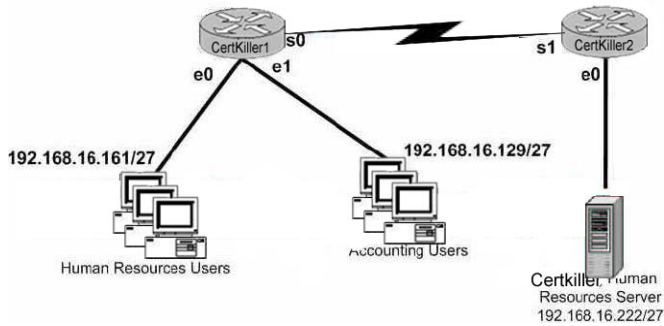 CertKiller1
s0
e0
e1
s1
CertKiller2
e0
192.168.16.161/27
192.168.16.129/27
Human Resources Users
Accounting Users
Certkiller Human
Resources Server
192.168.16.222/27